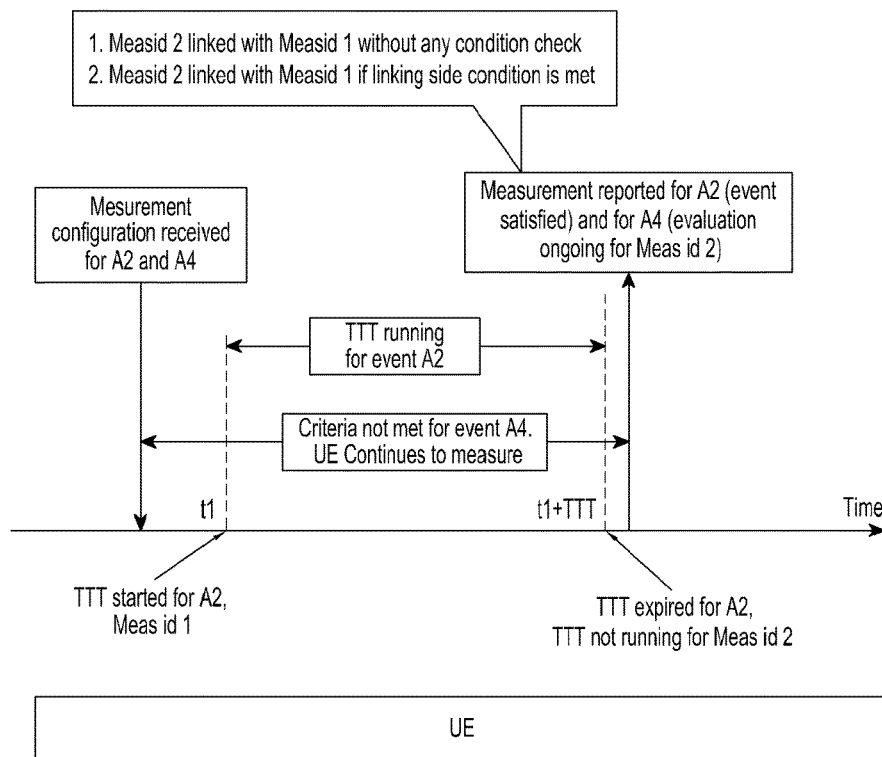 1. Measid 2 linked with Measid 1 without any condition check
2. Measid 2 linked with Measid 1 if linking side condition is met
Mesurement
configuration received
for A2 and A4
Measurement reported for A2 (event
satisfied) and for A4 (evaluation
ongoing for Meas id 2)
TTT running
for event A2
Criteria not met for event A4.
UE Continues to measure
t1
t1+TTT
Time
TTT started for A2,
Meas id 1
TTT expired for A2,
TTT not running for Meas id 2
UE